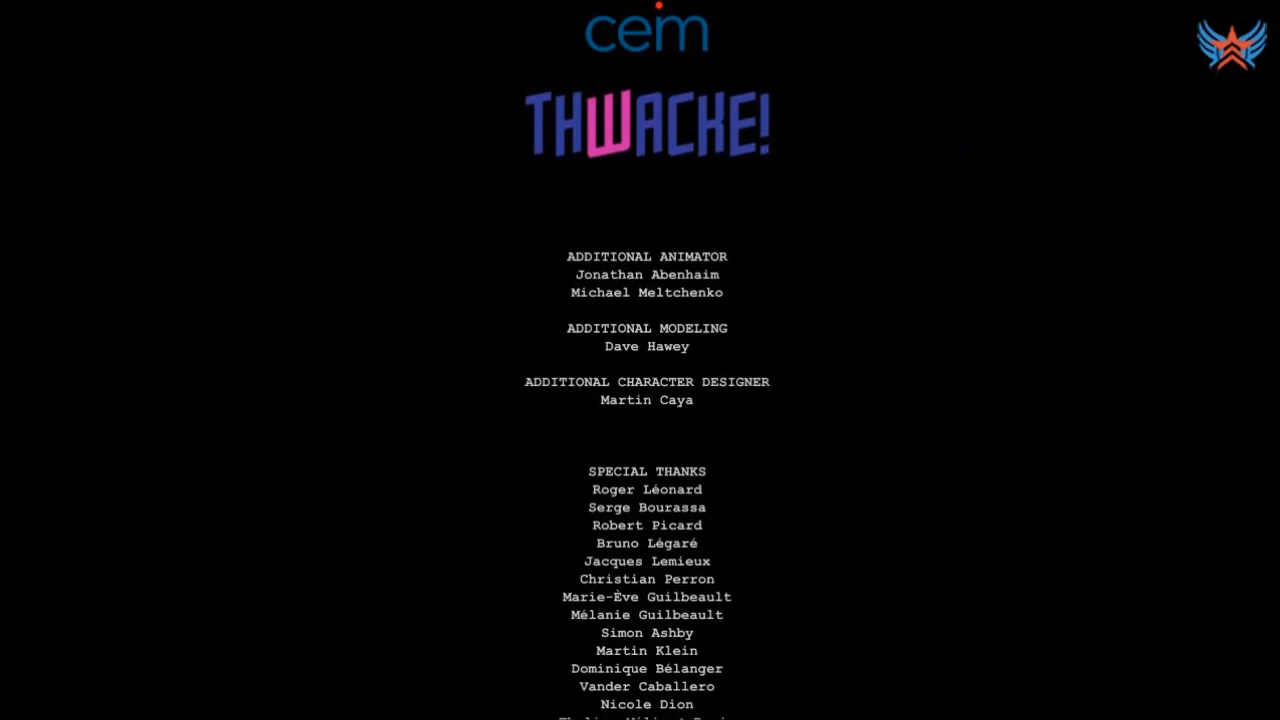 ceim
THWACKE!
ADDITIONAL ANIMATOR
Jonathan Abenhaim
Michael Meltchenko
ADDITIONAL MODELING
Dave Hawey
ADDITIONAL CHARACTER DESIGNER
Martin Caya
SPECIAL THANKS
Roger Léonard
Serge Bourassa
Robert Picard
Bruno Légaré
Jacques Lemieux
Christian Perron
Marie-Ève Guilbeault
Mélanie Guilbeault
Simon Ashby
Martin Klein
Dominique Bélanger
Vander Caballero
Nicole Dion